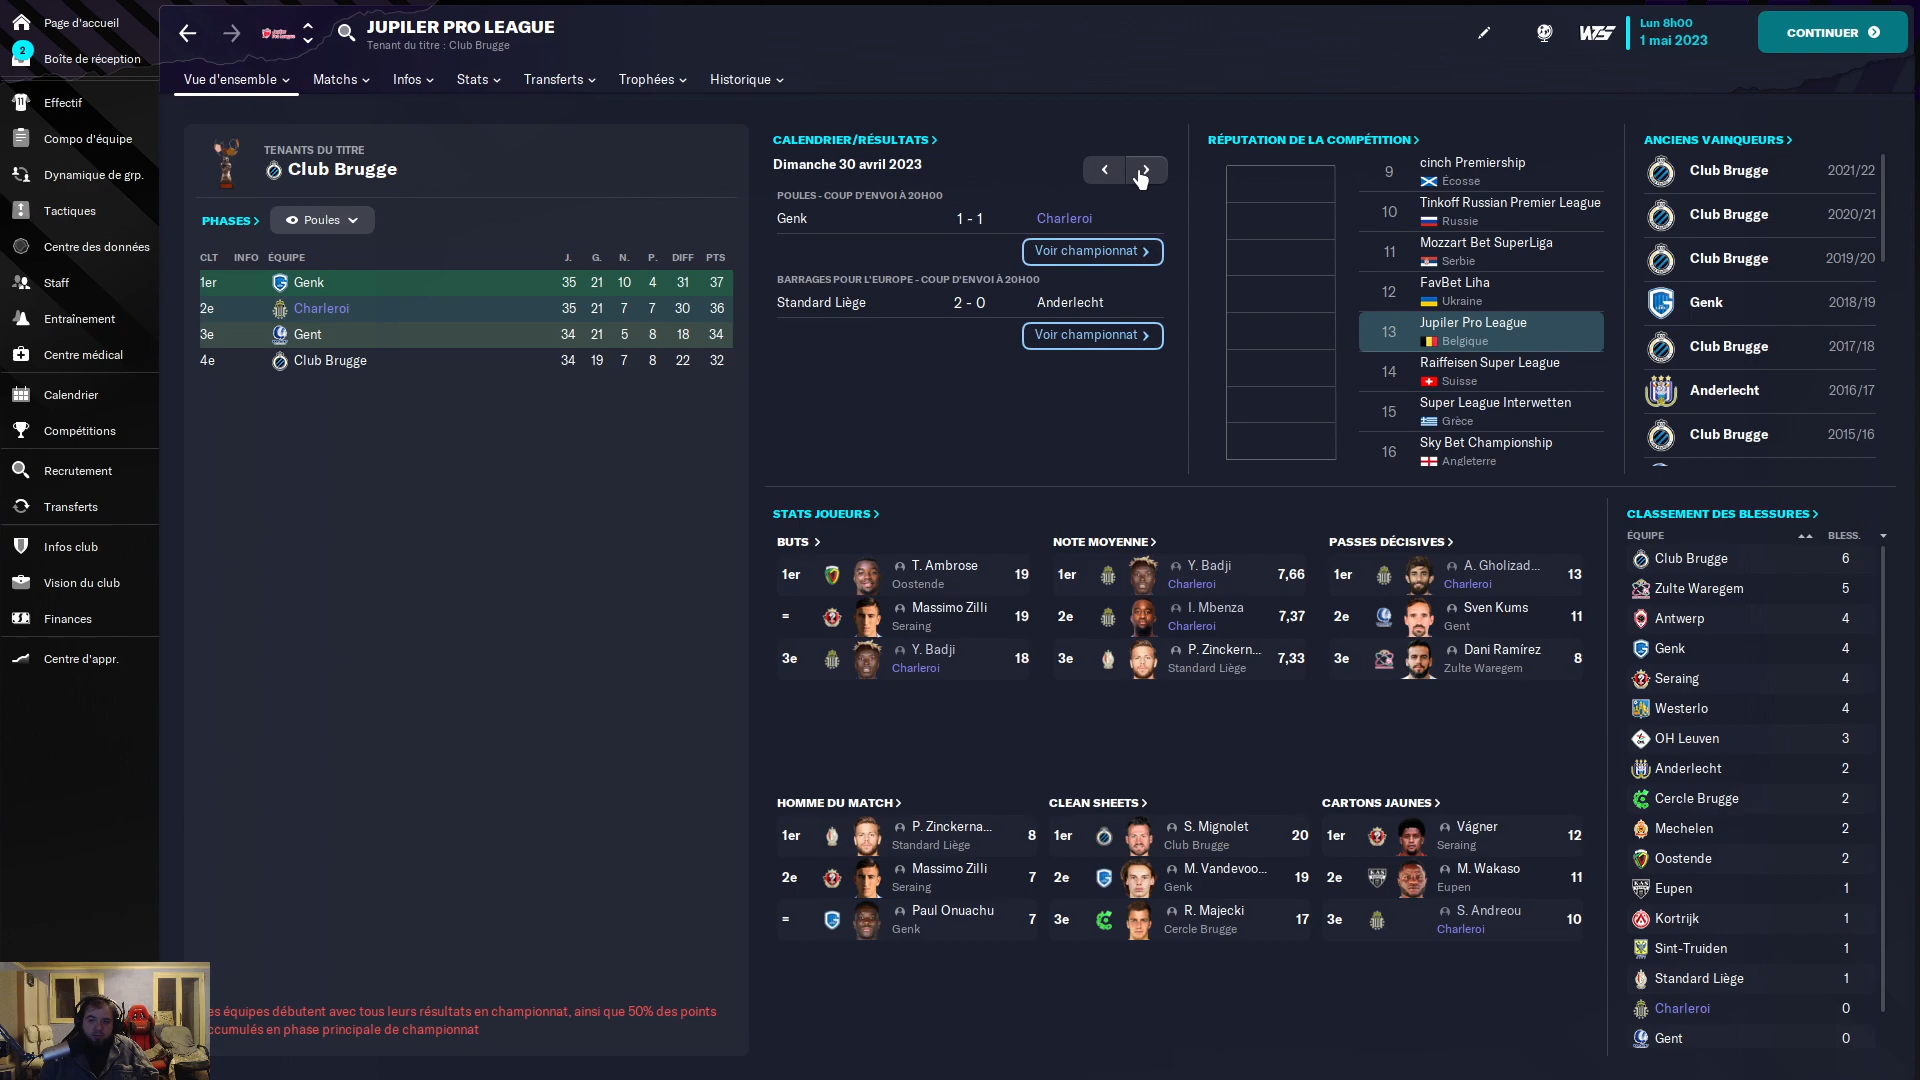 Page d'accueil
2
Boîte de réception
Effectif
Compo d'équipe
Dynamique de grp.
Tactiques
Centre des données
Staff
Entraînement
Centre médical
Calendrier
Compétitions
Recrutement
Transferts
Infos club
Vision du club
Finances
Centre d'appr.
JUPILER PRO LEAGUE
Tenant du titre : Club Brugge
Lun 8h00
1 mai 2023
CONTINUER
Vue d'ensemble
Matchs
Infos
Stats
Transferts
Trophées
Historique
TENANTS DU TITRE
Club Brugge
PHASES
Poules
CLT INFO ÉQUIPE J. G. N. P. DIFF PTS
1er Genk 35 21 10 4 31 37
2e Charleroi 35 21 7 7 30 36
3e Gent 34 21 5 8 18 34
4e Club Brugge 34 19 7 8 22 32
es équipes débutent avec tous leurs résultats en championnat, ainsi que 50% des points
ccumulés en phase principale de championnat
CALENDRIER/RÉSULTATS
Dimanche 30 avril 2023
POULES - COUP D'ENVOI À 20H00
Genk 1 - 1 Charleroi
Voir championnat
BARRAGES POUR L'EUROPE - COUP D'ENVOI À 20H00
Standard Liège 2 - 0 Anderlecht
Voir championnat
RÉPUTATION DE LA COMPÉTITION
9 cinch Premiership
Écosse
10 Tinkoff Russian Premier League
Russie
11 Mozzart Bet SuperLiga
Serbie
12 FavBet Liha
Ukraine
13 Jupiler Pro League
Belgique
14 Raiffeisen Super League
Suisse
15 Super League Interwetten
Grèce
16 Sky Bet Championship
Angleterre
ANCIENS VAINQUEURS
Club Brugge 2021/22
Club Brugge 2020/21
Club Brugge 2019/20
Genk 2018/19
Club Brugge 2017/18
Anderlecht 2016/17
Club Brugge 2015/16
STATS JOUEURS
BUTS
1er T. Ambrose 19
Oostende
= Massimo Zilli 19
Seraing
3e Y. Badji 18
Charleroi
NOTE MOYENNE
1er Y. Badji 7,66
Charleroi
2e I. Mbenza 7,37
Charleroi
3e P. Zinckern... 7,33
Standard Liège
PASSES DÉCISIVES
1er A. Gholizad... 13
Charleroi
2e Sven Kums 11
Gent
3e Dani Ramírez 8
Zulte Waregem
HOMME DU MATCH
1er P. Zinckerna... 8
Standard Liège
2e Massimo Zilli 7
Seraing
= Paul Onuachu 7
Genk
CLEAN SHEETS
1er S. Mignolet 20
Club Brugge
2e M. Vandevoo... 19
Genk
3e R. Majecki 17
Cercle Brugge
CARTONS JAUNES
1er Vágner 12
Seraing
2e M. Wakaso 11
Eupen
3e S. Andreou 10
Charleroi
CLASSEMENT DES BLESSURES
ÉQUIPE BLESS.
Club Brugge 6
Zulte Waregem 5
Antwerp 4
Genk 4
Seraing 4
Westerlo 4
OH Leuven 3
Anderlecht 2
Cercle Brugge 2
Mechelen 2
Oostende 2
Eupen 1
Kortrijk 1
Sint-Truiden 1
Standard Liège 1
Charleroi 0
Gent 0